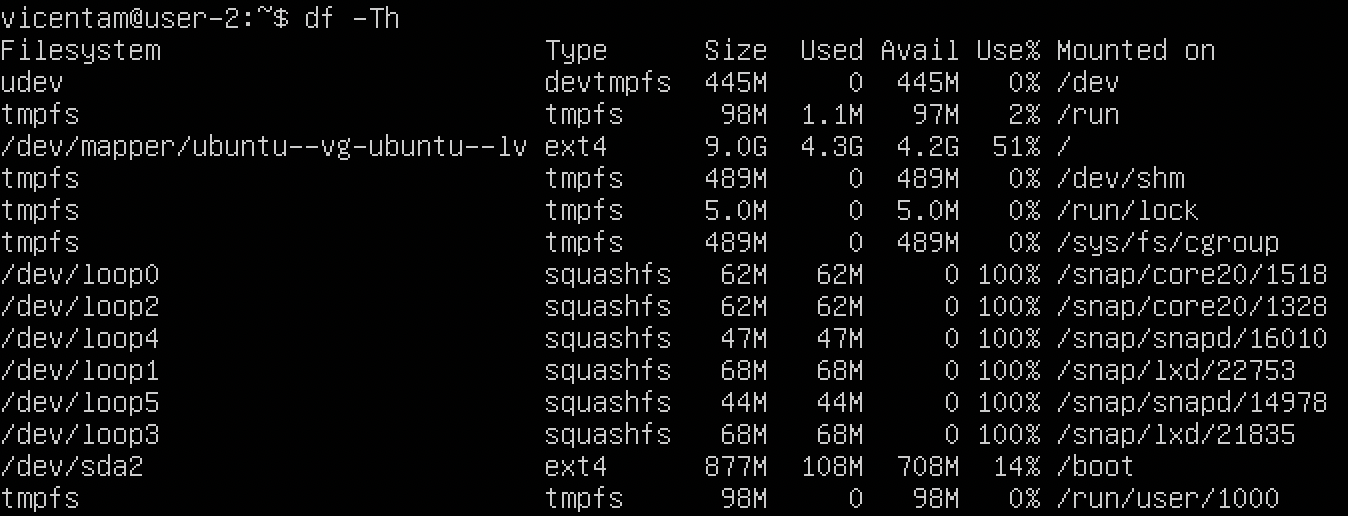 vicentam@user-2:~$ df -Th
Filesystem                        Type      Size  Used Avail Use% Mounted on
udev                              devtmpfs  445M     0  445M   0% /dev
tmpfs                             tmpfs      98M  1.1M   97M   2% /run
/dev/mapper/ubuntu--vg-ubuntu--lv ext4      9.0G  4.3G  4.2G  51% /
tmpfs                             tmpfs     489M     0  489M   0% /dev/shm
tmpfs                             tmpfs     5.0M     0  5.0M   0% /run/lock
tmpfs                             tmpfs     489M     0  489M   0% /sys/fs/cgroup
/dev/loop0                        squashfs   62M   62M     0 100% /snap/core20/1518
/dev/loop2                        squashfs   62M   62M     0 100% /snap/core20/1328
/dev/loop4                        squashfs   47M   47M     0 100% /snap/snapd/16010
/dev/loop1                        squashfs   68M   68M     0 100% /snap/lxd/22753
/dev/loop5                        squashfs   44M   44M     0 100% /snap/snapd/14978
/dev/loop3                        squashfs   68M   68M     0 100% /snap/lxd/21835
/dev/sda2                         ext4      877M  108M  708M  14% /boot
tmpfs                             tmpfs      98M     0   98M   0% /run/user/1000